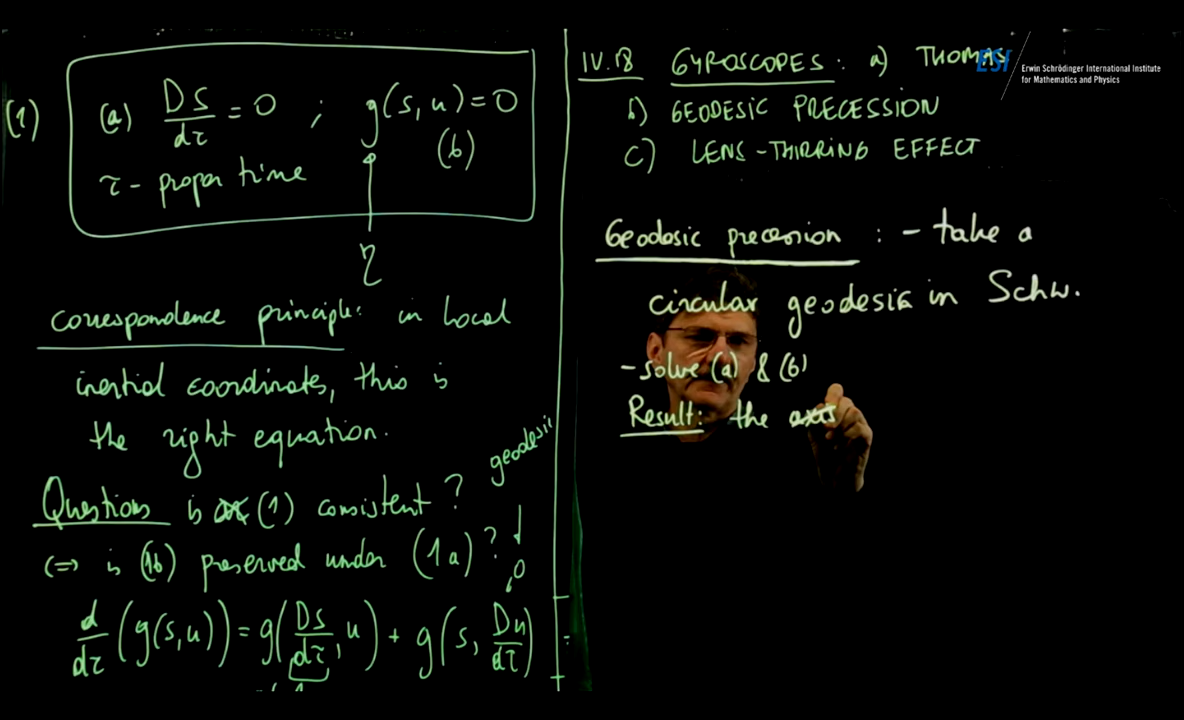 (1) (a) Ds/dτ = 0 ; g(s, u) = 0
(b)
τ - proper time
η
correspondence principle: in local
inertial coordinates, this is
the right equation.
geodesic
Questions is (1) consistent?
(=> is (1b) preserved under (1a)?
0
d/dτ (g(s, u)) = g(Ds/dτ, u) + g(s, Du/dτ) =
IV.18 GYROSCOPES: a) THOMAS
b) GEODESIC PRECESSION
c) LENS-THIRRING EFFECT
ESI Erwin Schrödinger International Institute
for Mathematics and Physics
Geodesic precession : - take a
circular geodesic in Schw.
- solve (a) & (b)
Result: the axis